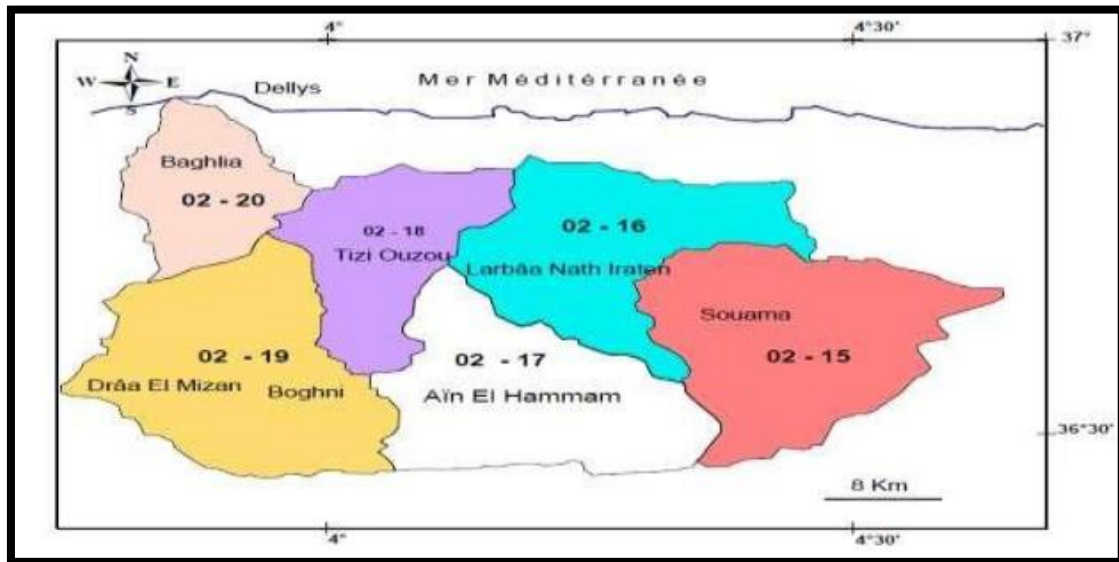 4°
4°30'
37°
N
W E
S
Dellys
Mer Méditérranée
Baghlia
02 - 20
02 - 18
Tizi Ouzou
02 - 16
Larbâa Nath Iraten
Souama
02 - 15
02 - 19
Drâa El Mizan
Boghni
02 - 17
Aïn El Hammam
36°30'
8 Km
4°
4°30'